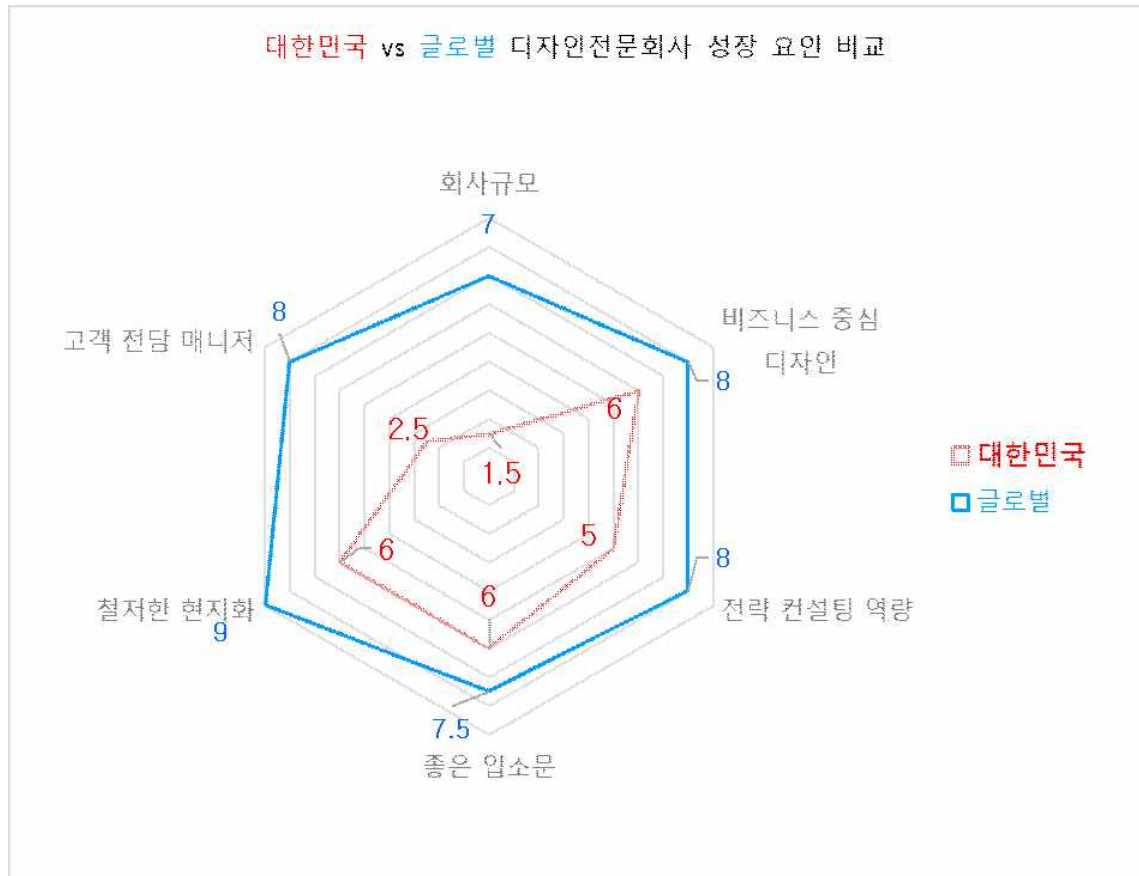 대한민국 vs 글로벌 디자인전문회사 성장 요인 비교
회사규모
7
8
고객 전담 매니저
비즈니스 중심
디자인
8
6
2.5
1.5
대한민국
글로벌
5
6
8
6
철저한 현지화
9
전략 컨설팅 역량
7.5
좋은 입소문